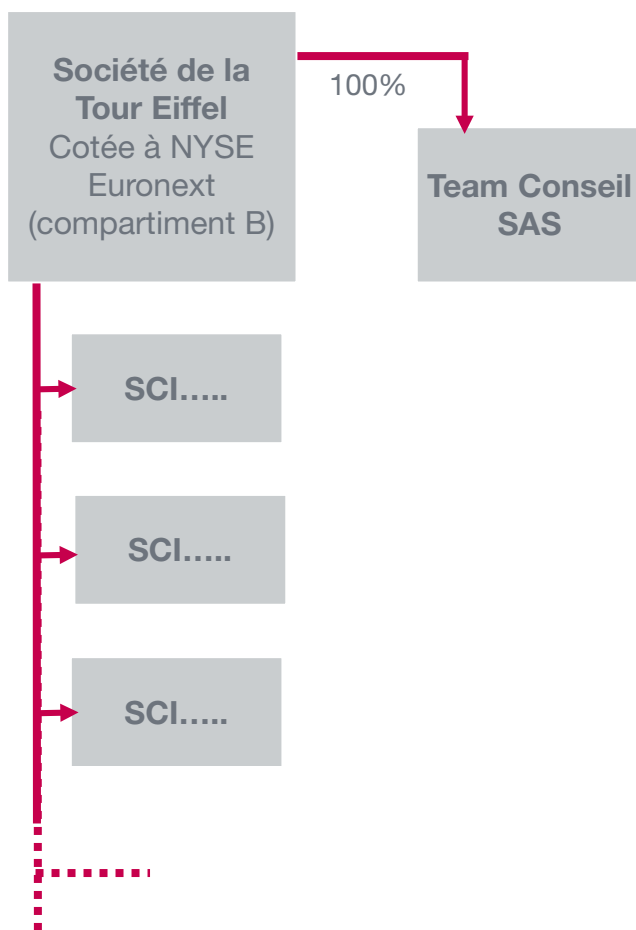 Société de la
Tour Eiffel
Cotée à NYSE
Euronext
(compartiment B)
100%
Team Conseil
SAS
SCI.....
SCI.....
SCI.....